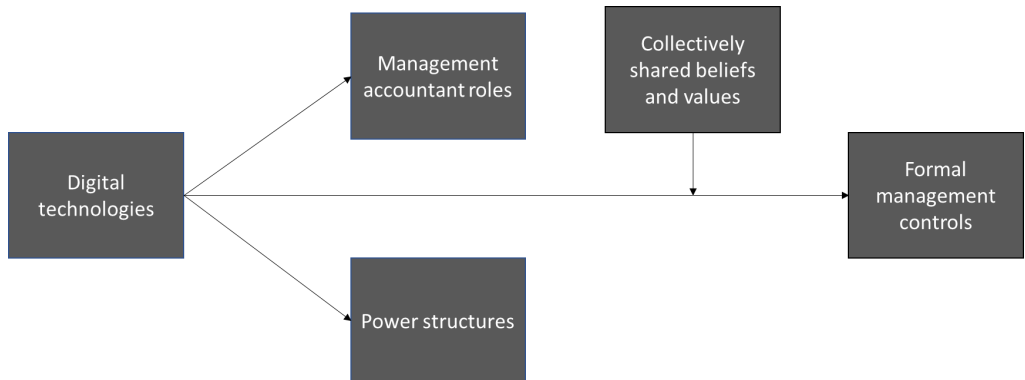 Management
accountant roles
Collectively
shared beliefs
and values
Digital
technologies
Formal
management
controls
Power structures